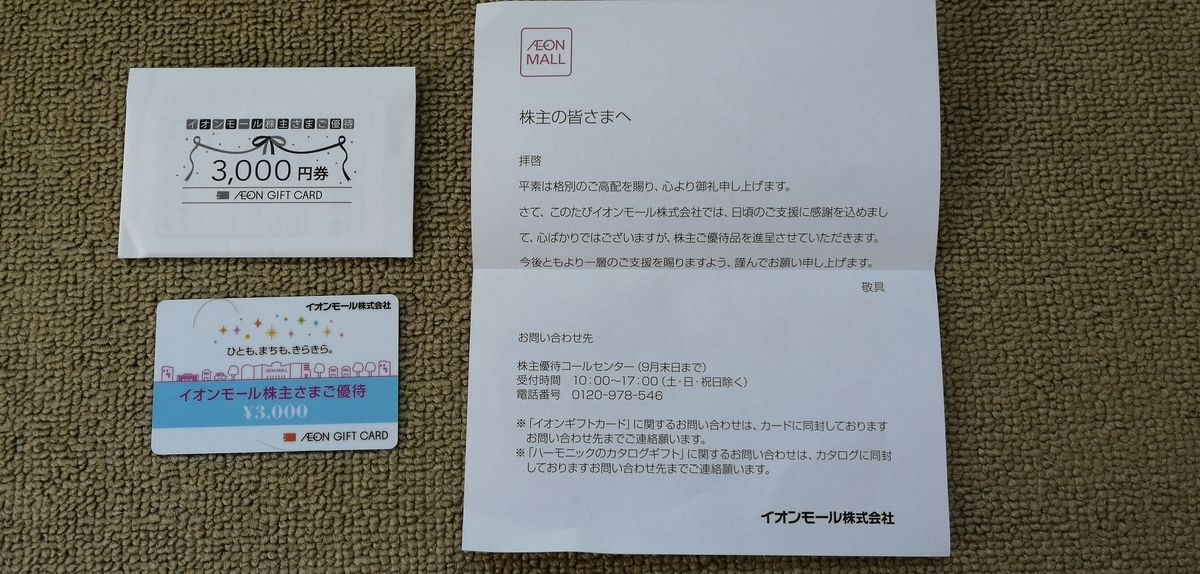 イオンモール株主さまご優待
3,000円券
ÆON GIFT CARD
イオンモール株式会社
ひとも、まちも、きらきら。
ÆON MALL
イオンモール株主さまご優待
¥3,000
ÆON GIFT CARD
ÆON
MALL
株主の皆さまへ
拝啓
平素は格別のご高配を賜り、心より御礼申し上げます。
さて、このたびイオンモール株式会社では、日頃のご支援に感謝を込めまし
て、心ばかりではございますが、株主ご優待品を進呈させていただきます。
今後ともより一層のご支援を賜りますよう、謹んでお願い申し上げます。
敬具
お問い合わせ先
株主優待コールセンター(9月末日まで)
受付時間 10:00~17:00(土・日・祝日除く)
電話番号 0120-978-546
※「イオンギフトカード」に関するお問い合わせは、カードに同封しております
お問い合わせ先までご連絡願います。
※「ハーモニックのカタログギフト」に関するお問い合わせは、カタログに同封
しておりますお問い合わせ先までご連絡願います。
イオンモール株式会社